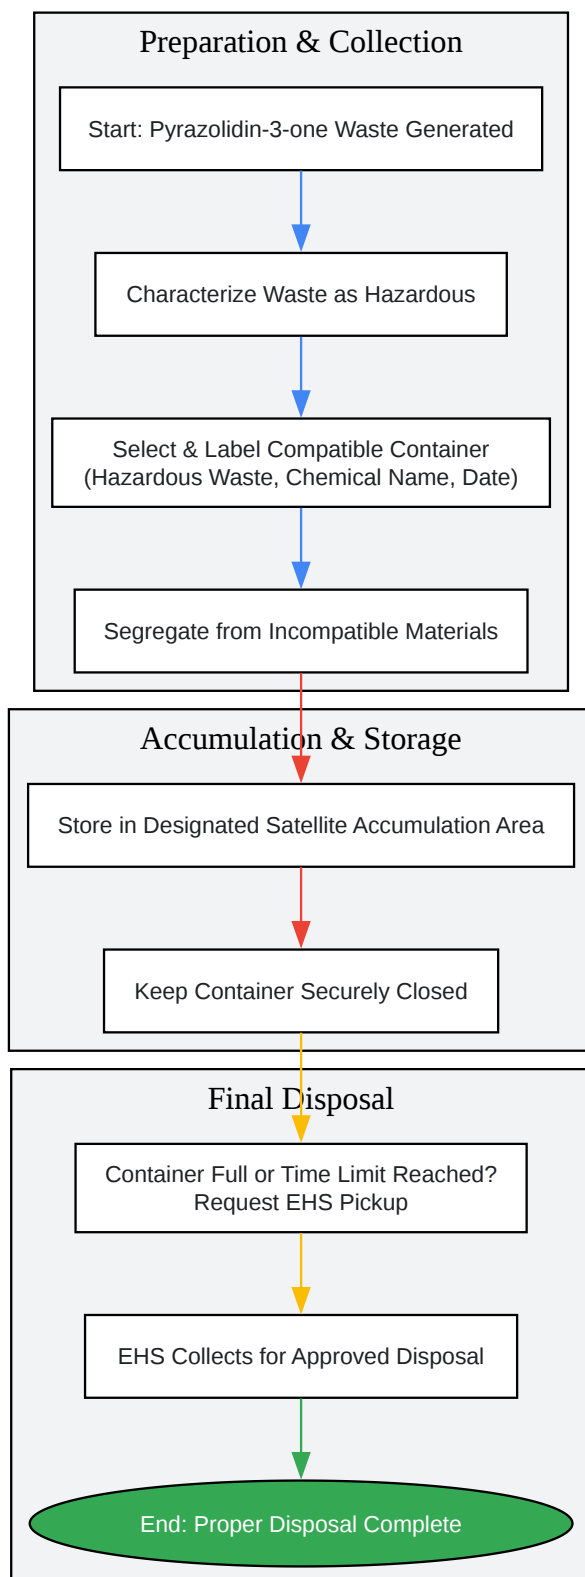 Preparation & Collection
Start: Pyrazolidin-3-one Waste Generated
Characterize Waste as Hazardous
Select & Label Compatible Container
(Hazardous Waste, Chemical Name, Date)
Segregate from Incompatible Materials
Accumulation & Storage
Store in Designated Satellite Accumulation Area
Keep Container Securely Closed
Final Disposal
Container Full or Time Limit Reached?
Request EHS Pickup
EHS Collects for Approved Disposal
End: Proper Disposal Complete